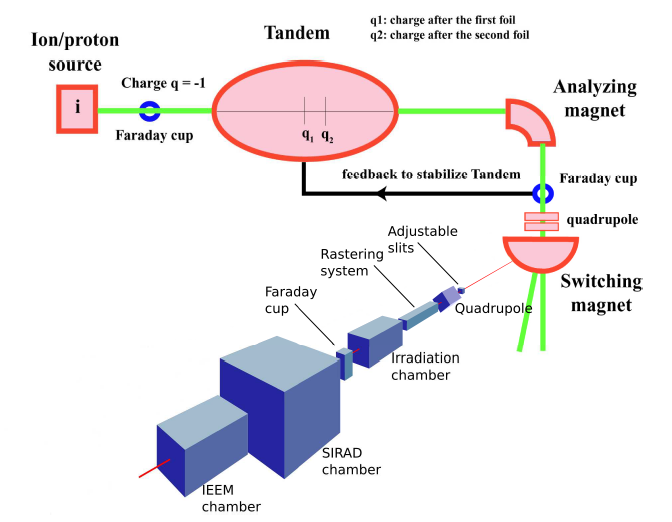 q1: charge after the first foil
q2: charge after the second foil
Tandem
Ion/proton
source
Charge q = -1
i
Faraday cup
q1 q2
Analyzing
magnet
feedback to stabilize Tandem
Faraday cup
quadrupole
Switching
magnet
Adjustable
slits
Rastering
system
Quadrupole
Faraday
cup
Irradiation
chamber
SIRAD
chamber
IEEM
chamber